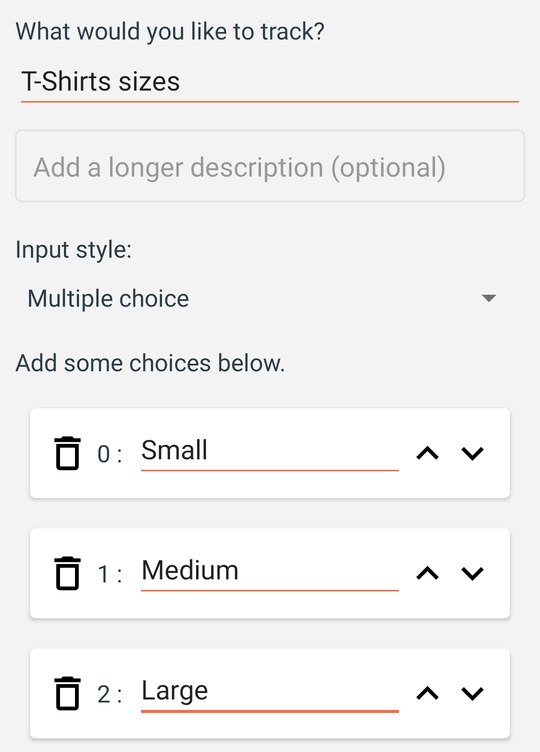 What would you like to track?
T-Shirts sizes
Add a longer description (optional)
Input style:
Multiple choice
Add some choices below.
0 : Small
1 : Medium
2 : Large